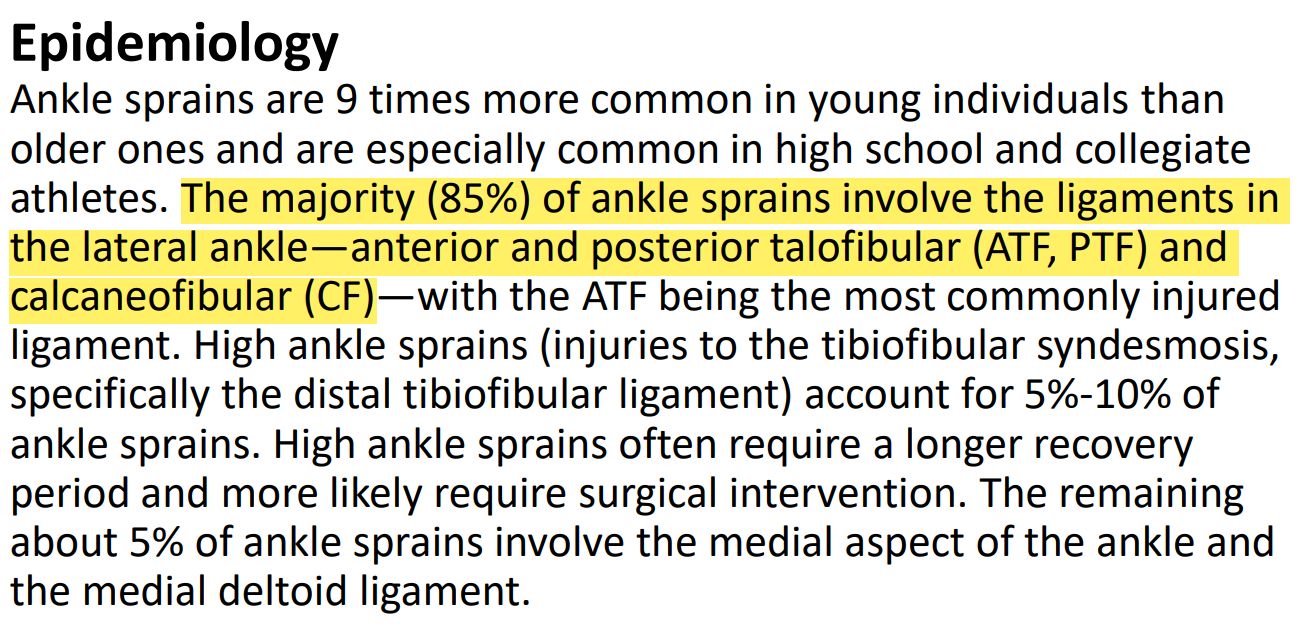 Epidemiology
Ankle sprains are 9 times more common in young individuals than
older ones and are especially common in high school and collegiate
athletes. The majority (85%) of ankle sprains involve the ligaments in
the lateral ankle—anterior and posterior talofibular (ATF, PTF) and
calcaneofibular (CF)—with the ATF being the most commonly injured
ligament. High ankle sprains (injuries to the tibiofibular syndesmosis,
specifically the distal tibiofibular ligament) account for 5%-10% of
ankle sprains. High ankle sprains often require a longer recovery
period and more likely require surgical intervention. The remaining
about 5% of ankle sprains involve the medial aspect of the ankle and
the medial deltoid ligament.